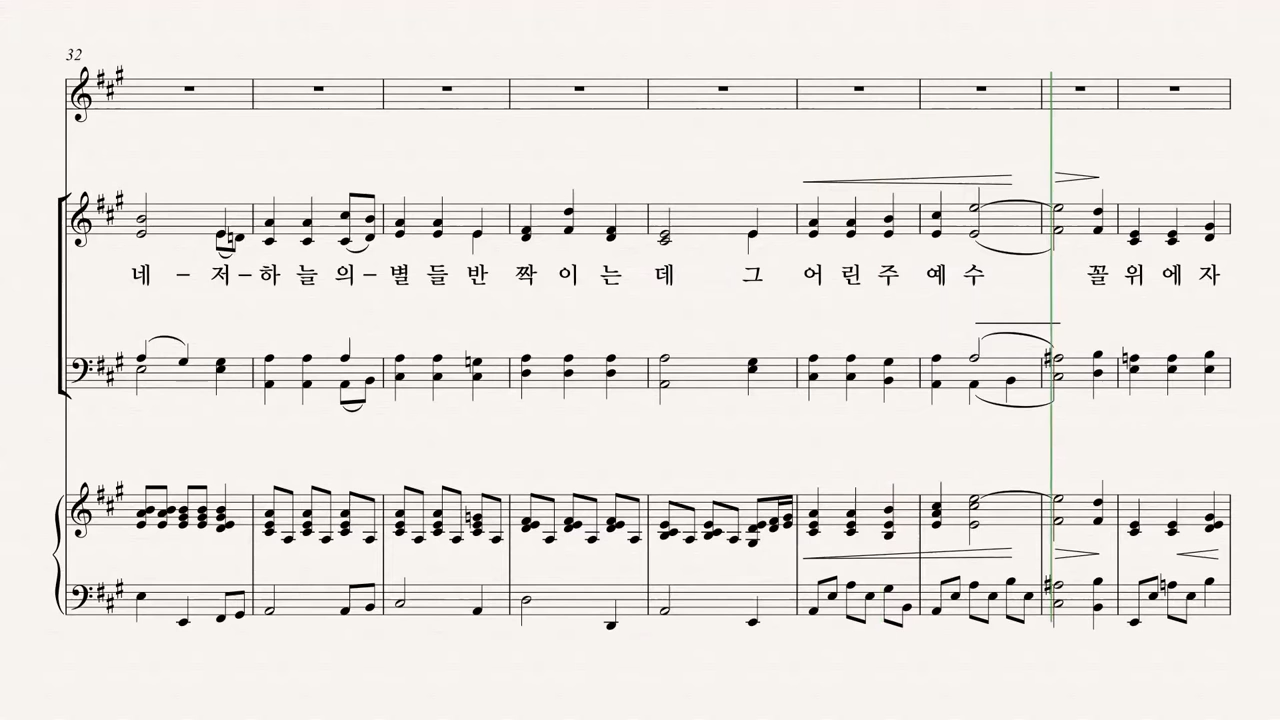 32
네 – 저–하 늘 의–별 들 반 짝 이 는 데 그 어 린 주 예 수 꼴 위 에 자